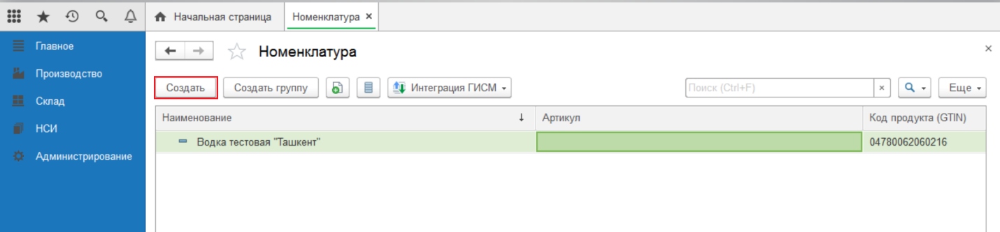 Начальная страница
Номенклатура ×
Главное
Производство
Склад
НСИ
Администрирование
Номенклатура
Создать
Создать группу
Интеграция ГИСМ
Поиск (Ctrl+F)
Еще
Наименование
Артикул
Код продукта (GTIN)
Водка тестовая "Ташкент"
04780062060216